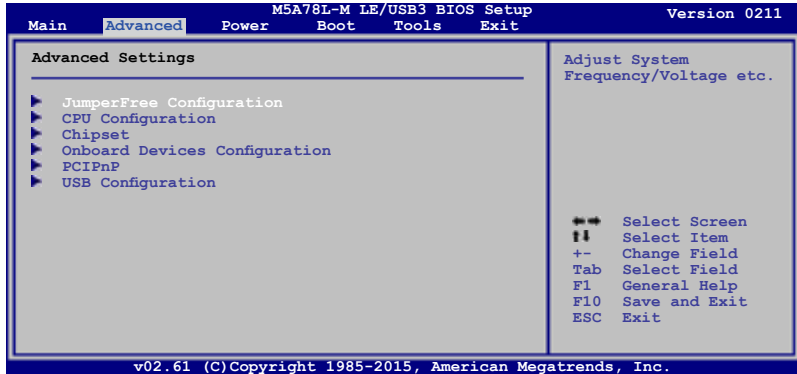 M5A78L-M LE/USB3 BIOS Setup Version 0211
Main Advanced Power Boot Tools Exit
Advanced Settings
JumperFree Configuration
CPU Configuration
Chipset
Onboard Devices Configuration
PCIPnP
USB Configuration
Adjust System
Frequency/Voltage etc.
Select Screen
Select Item
+- Change Field
Tab Select Field
F1 General Help
F10 Save and Exit
ESC Exit
v02.61 (C)Copyright 1985-2015, American Megatrends, Inc.